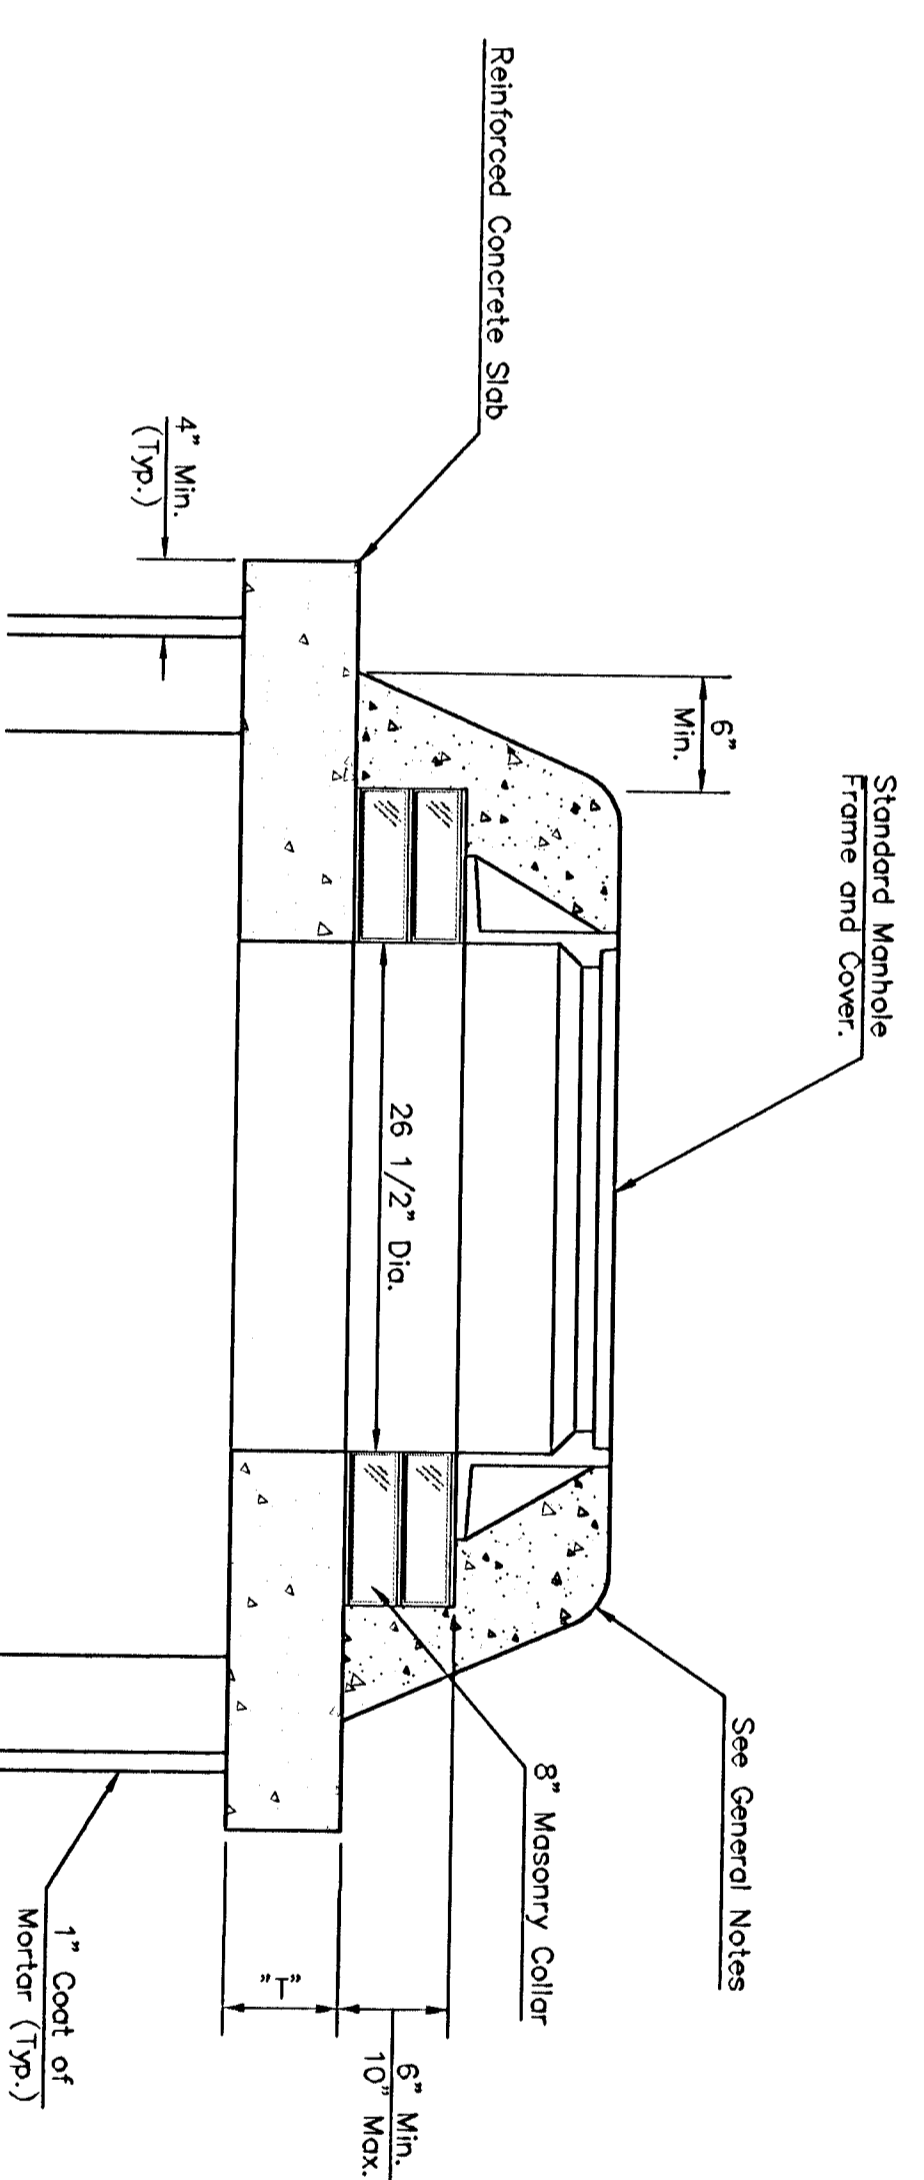 Standard Manhole
Frame and Cover.
See General Notes
6"
Min.
8" Masonry Collar
Reinforced Concrete Slab
26 1/2" Dia.
6" Min.
10" Max.
"T"
4" Min.
(Typ.)
1" Coat of
Mortar (Typ.)